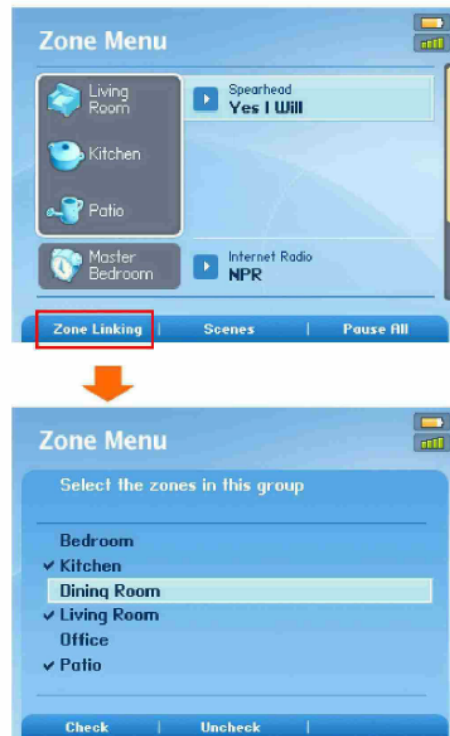 Zone Menu
Living
Room
Spearhead
Yes I Will
Kitchen
Patio
Master
Bedroom
Internet Radio
NPR
Zone Linking | Scenes | Pause All
Zone Menu
Select the zones in this group
Bedroom
✓ Kitchen
Dining Room
✓ Living Room
Office
✓ Patio
Check | Uncheck |